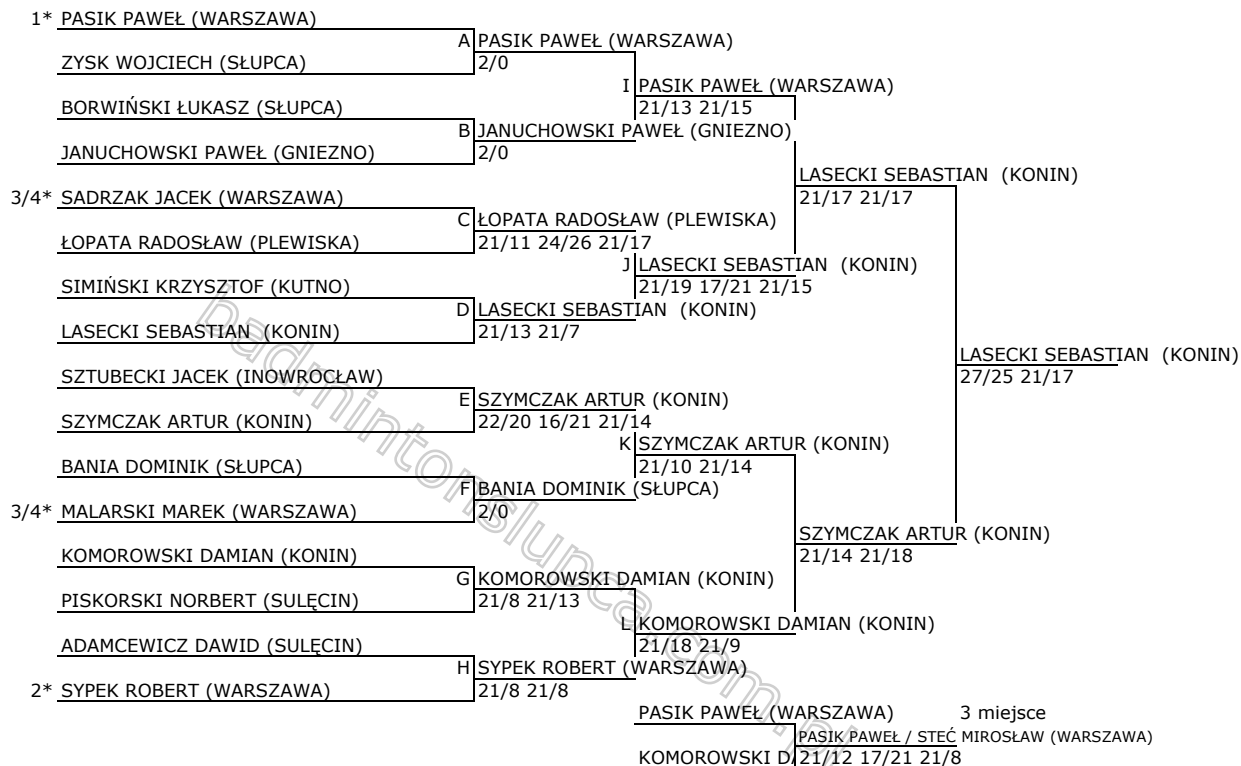 1* PASIK PAWEŁ (WARSZAWA)
A PASIK PAWEŁ (WARSZAWA)
ZYSK WOJCIECH (SŁUPCA)
2/0
I PASIK PAWEŁ (WARSZAWA)
BORWIŃSKI ŁUKASZ (SŁUPCA)
21/13 21/15
B JANUCHOWSKI PAWEŁ (GNIEZNO)
JANUCHOWSKI PAWEŁ (GNIEZNO)
2/0
LASECKI SEBASTIAN (KONIN)
3/4* SADRZAK JACEK (WARSZAWA)
21/17 21/17
C ŁOPATA RADOSŁAW (PLEWISKA)
ŁOPATA RADOSŁAW (PLEWISKA)
21/11 24/26 21/17
J LASECKI SEBASTIAN (KONIN)
SIMIŃSKI KRZYSZTOF (KUTNO)
21/19 17/21 21/15
D LASECKI SEBASTIAN (KONIN)
LASECKI SEBASTIAN (KONIN)
21/13 21/7
LASECKI SEBASTIAN (KONIN)
SZTUBECKI JACEK (INOWROCŁAW)
27/25 21/17
E SZYMCZAK ARTUR (KONIN)
SZYMCZAK ARTUR (KONIN)
22/20 16/21 21/14
K SZYMCZAK ARTUR (KONIN)
BANIA DOMINIK (SŁUPCA)
21/10 21/14
F BANIA DOMINIK (SŁUPCA)
3/4* MALARSKI MAREK (WARSZAWA)
2/0
SZYMCZAK ARTUR (KONIN)
KOMOROWSKI DAMIAN (KONIN)
21/14 21/18
G KOMOROWSKI DAMIAN (KONIN)
PISKORSKI NORBERT (SULĘCIN)
21/8 21/13
L KOMOROWSKI DAMIAN (KONIN)
ADAMCEWICZ DAWID (SULĘCIN)
21/18 21/9
H SYPEK ROBERT (WARSZAWA)
2* SYPEK ROBERT (WARSZAWA)
21/8 21/8
PASIK PAWEŁ (WARSZAWA) 3 miejsce
PASIK PAWEŁ / STEĆ MIROSŁAW (WARSZAWA)
KOMOROWSKI D
21/12 17/21 21/8
badmintonslupca.com.pl